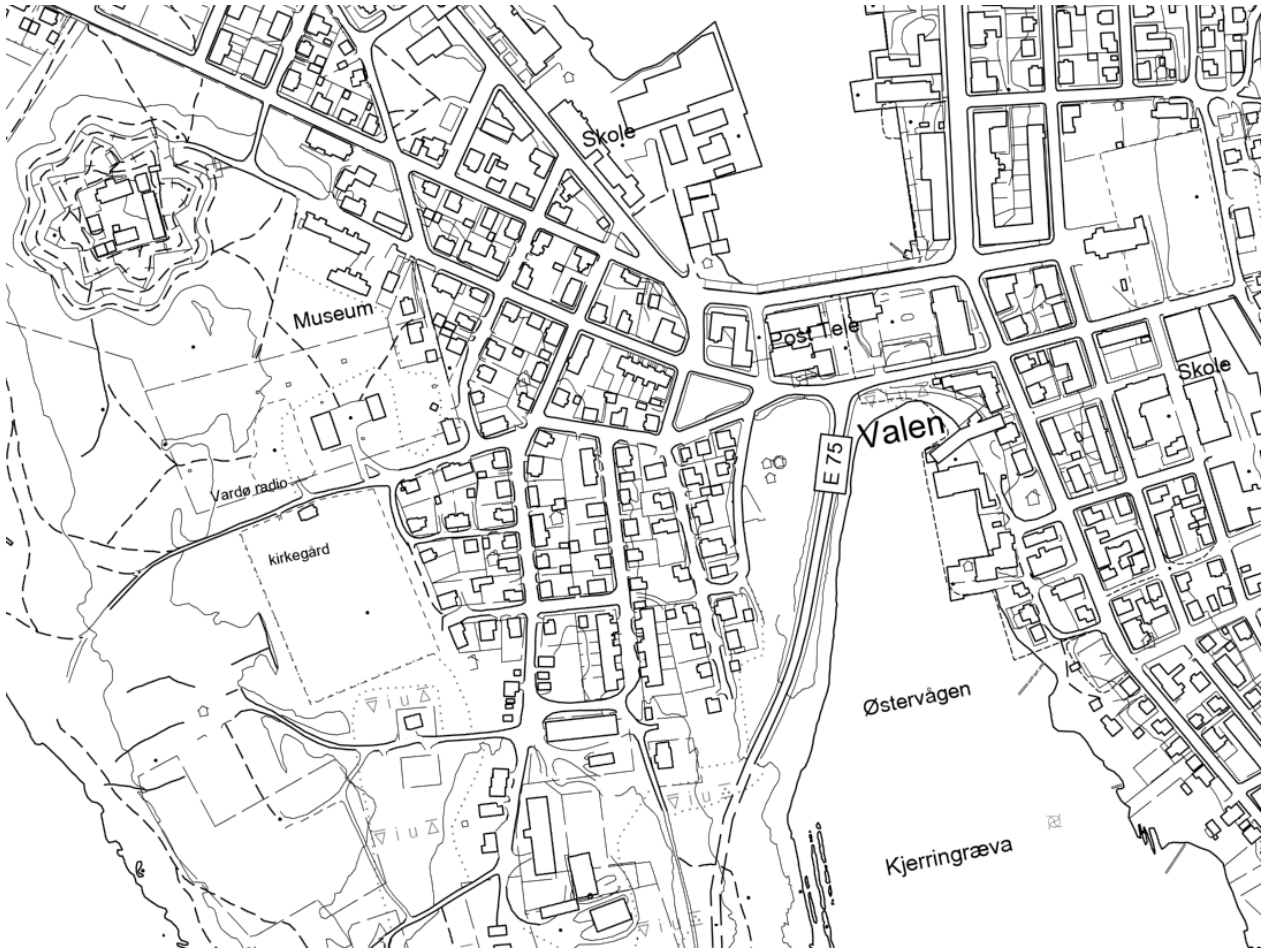 Skole
Museum
Post Tele
Skole
Valen
E 75
Vardø radio
kirkegård
Østervågen
Kjerringræva